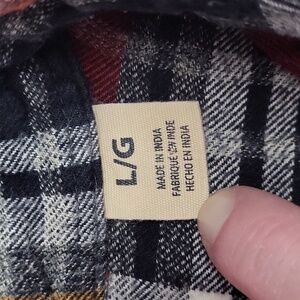 L/G
MADE IN INDIA
FABRIQUÉ EN INDE
HECHO EN INDIA